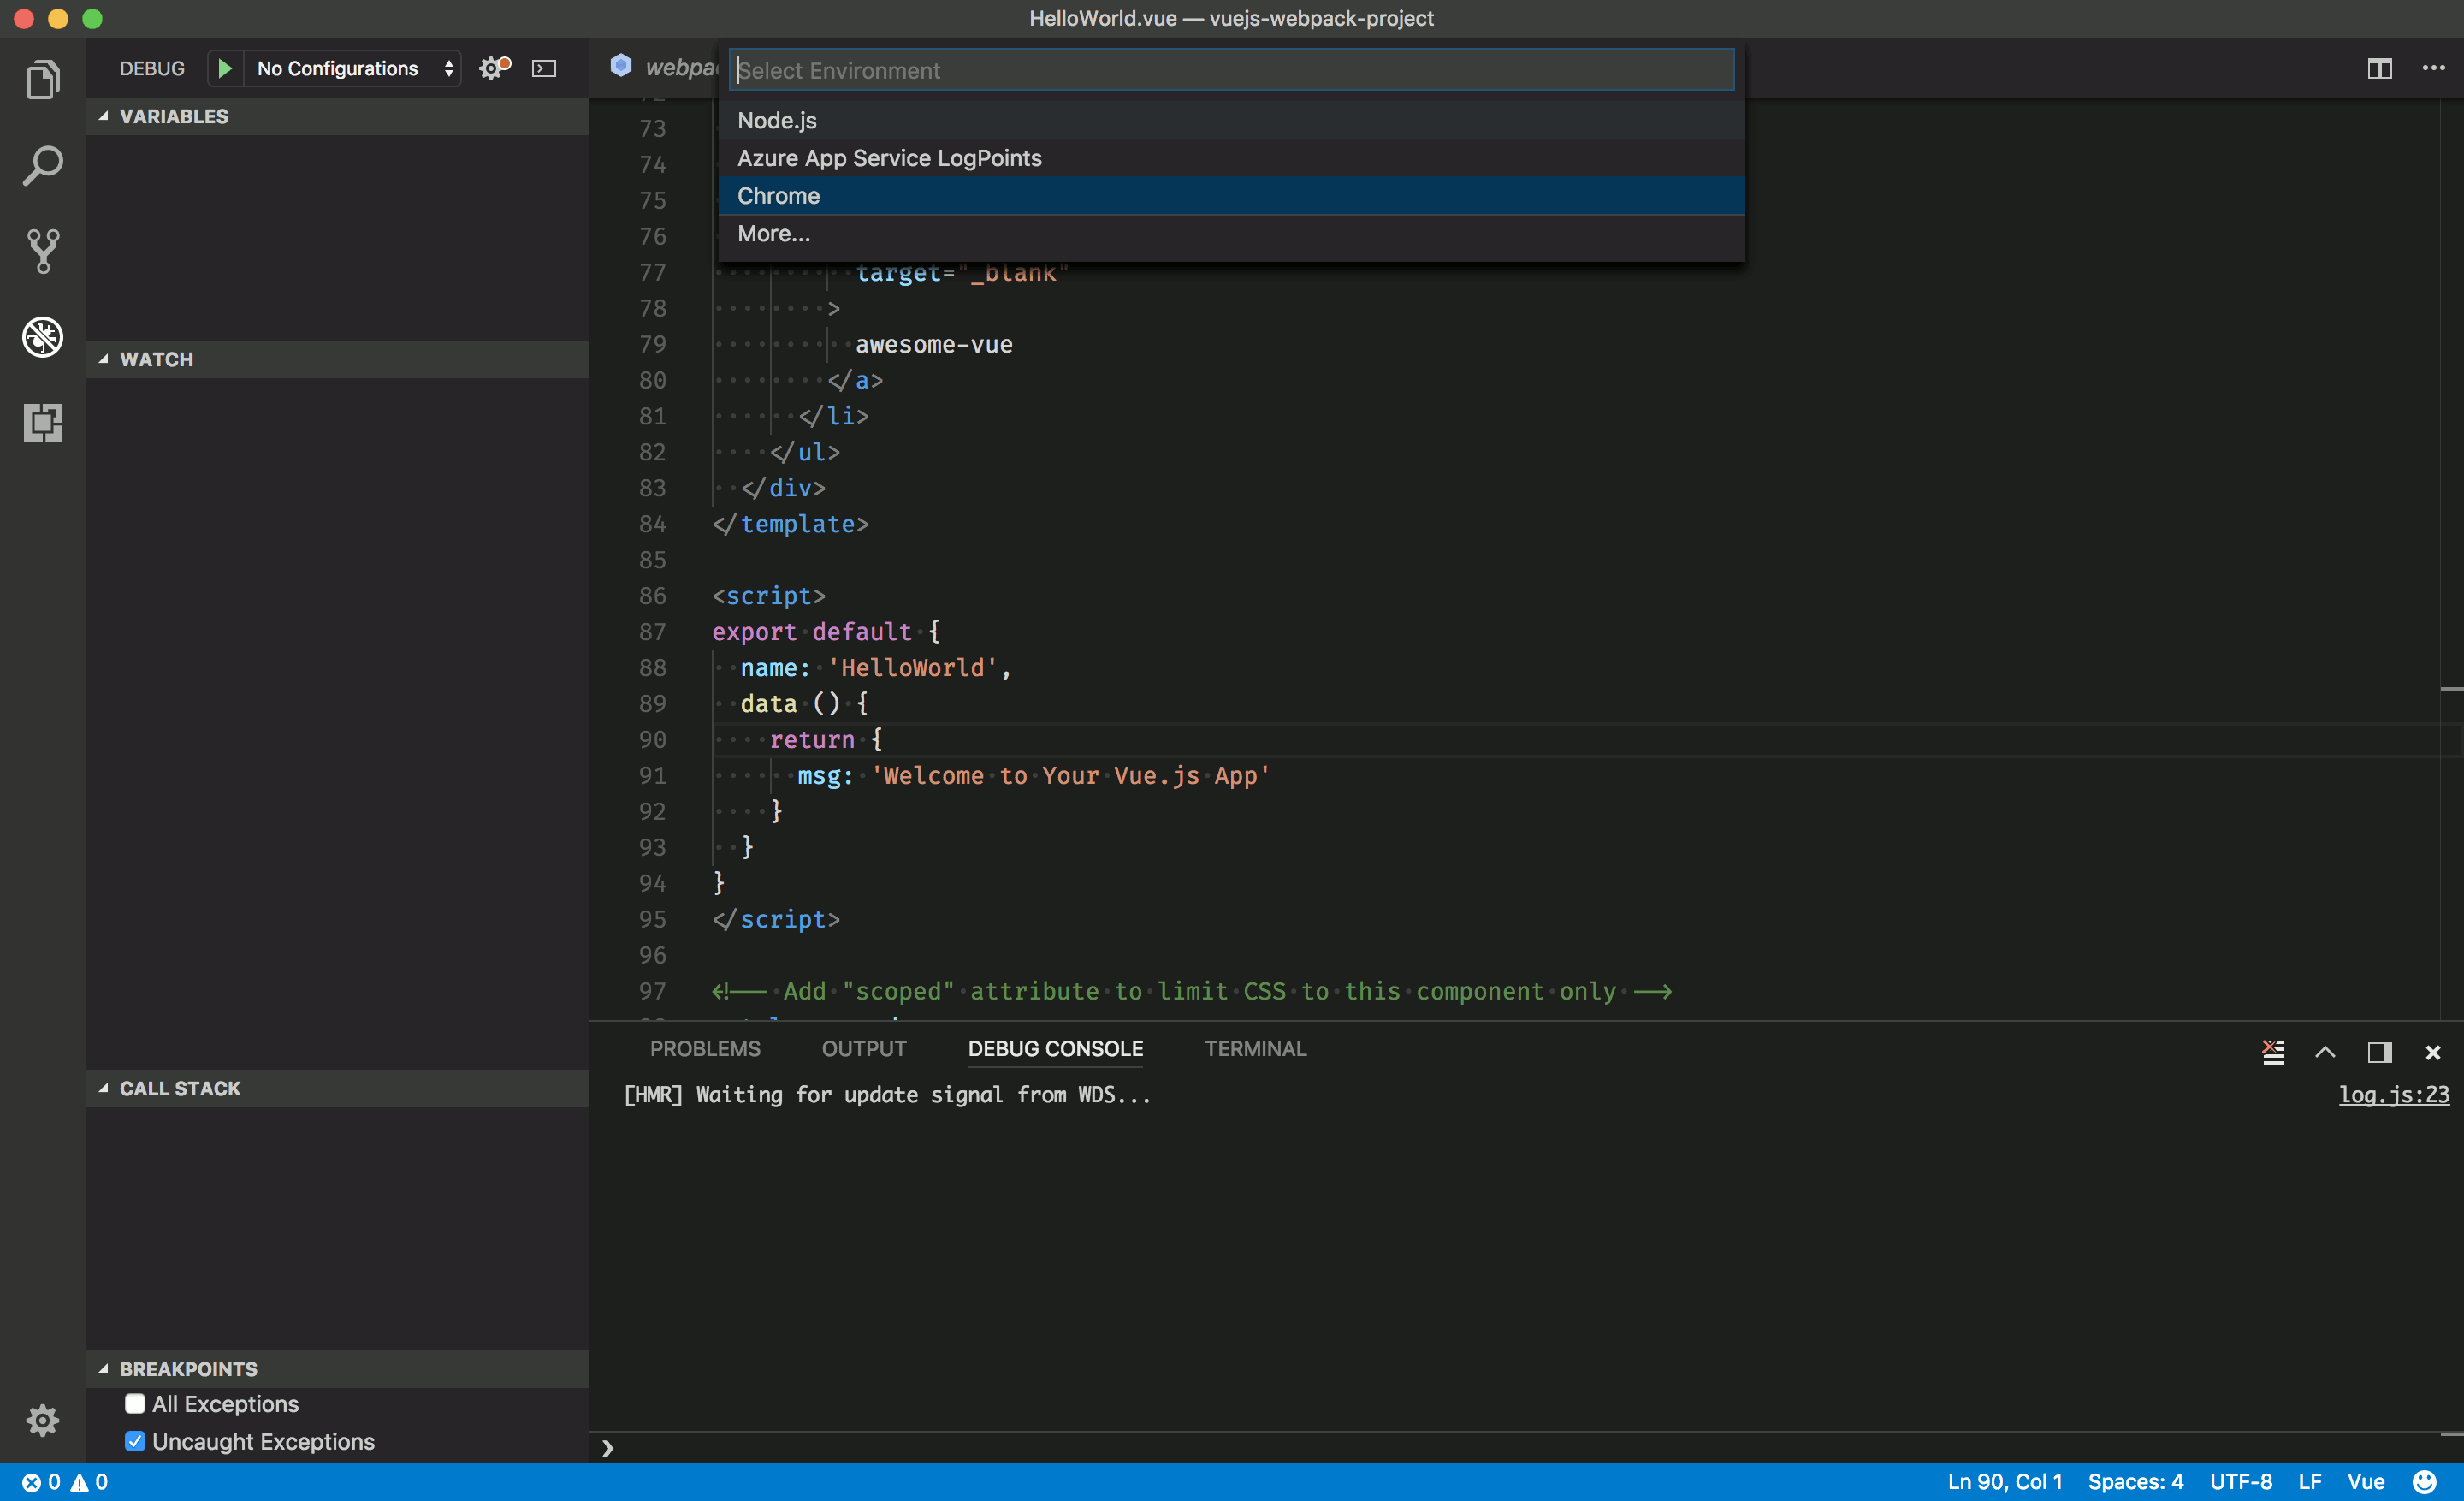 HelloWorld.vue — vuejs-webpack-project
DEBUG No Configurations
VARIABLES
WATCH
CALL STACK
BREAKPOINTS
All Exceptions
Uncaught Exceptions
Select Environment
Node.js
Azure App Service LogPoints
Chrome
More...
73
74
75
76
77 target="_blank"
78 >
79 awesome-vue
80 </a>
81 </li>
82 </ul>
83 </div>
84 </template>
85
86 <script>
87 export default {
88 name: 'HelloWorld',
89 data () {
90 return {
91 msg: 'Welcome to Your Vue.js App'
92 }
93 }
94 }
95 </script>
96
97 <!-- Add "scoped" attribute to limit CSS to this component only -->
PROBLEMS OUTPUT DEBUG CONSOLE TERMINAL
[HMR] Waiting for update signal from WDS... log.js:23
❯
0 0 Ln 90, Col 1 Spaces: 4 UTF-8 LF Vue